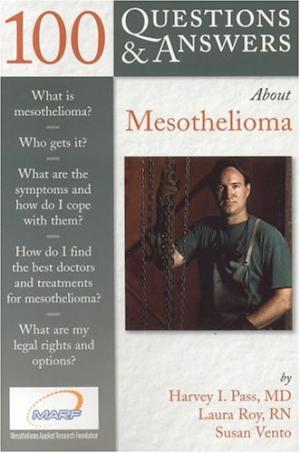 100 QUESTIONS
& ANSWERS
About
Mesothelioma
What is
mesothelioma?
Who gets it?
What are the
symptoms and
how do I cope
with them?
How do I find
the best doctors
and treatments
for mesothelioma?
What are my
legal rights and
options?
MARF
Mesothelioma Applied Research Foundation
by
Harvey I. Pass, MD
Laura Roy, RN
Susan Vento